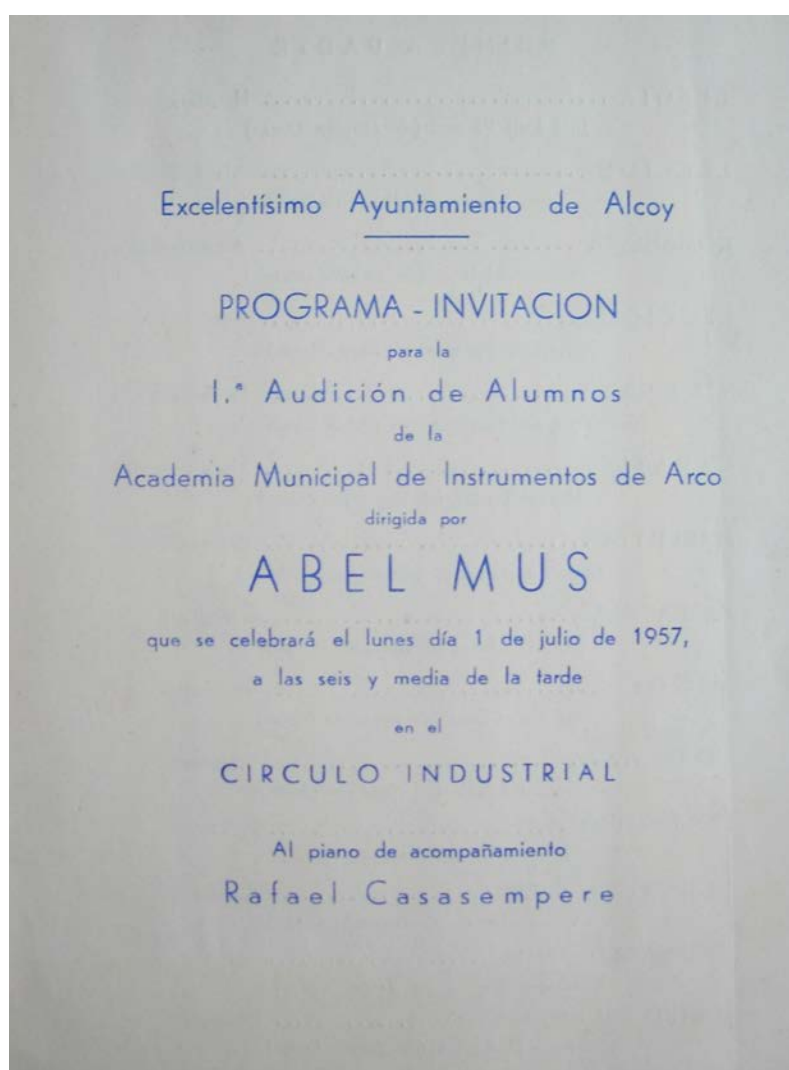 Excelentísimo Ayuntamiento de Alcoy
PROGRAMA - INVITACION
para la
I.ª Audición de Alumnos
de la
Academia Municipal de Instrumentos de Arco
dirigida por
ABEL MUS
que se celebrará el lunes día 1 de julio de 1957,
a las seis y media de la tarde
en el
CIRCULO INDUSTRIAL
Al piano de acompañamiento
Rafael Casasempere